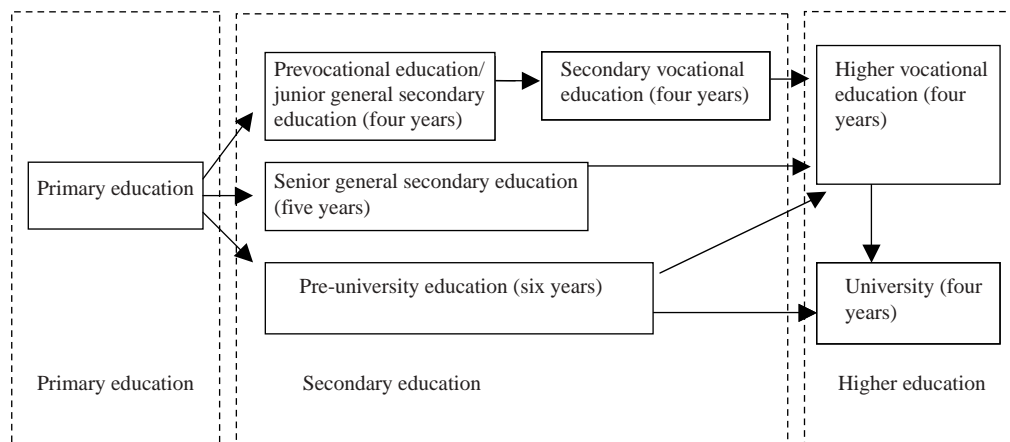 Prevocational education/
junior general secondary
education (four years)
Secondary vocational
education (four years)
Higher vocational
education (four
years)
Primary education
Senior general secondary education
(five years)
Pre-university education (six years)
University (four
years)
Primary education
Secondary education
Higher education